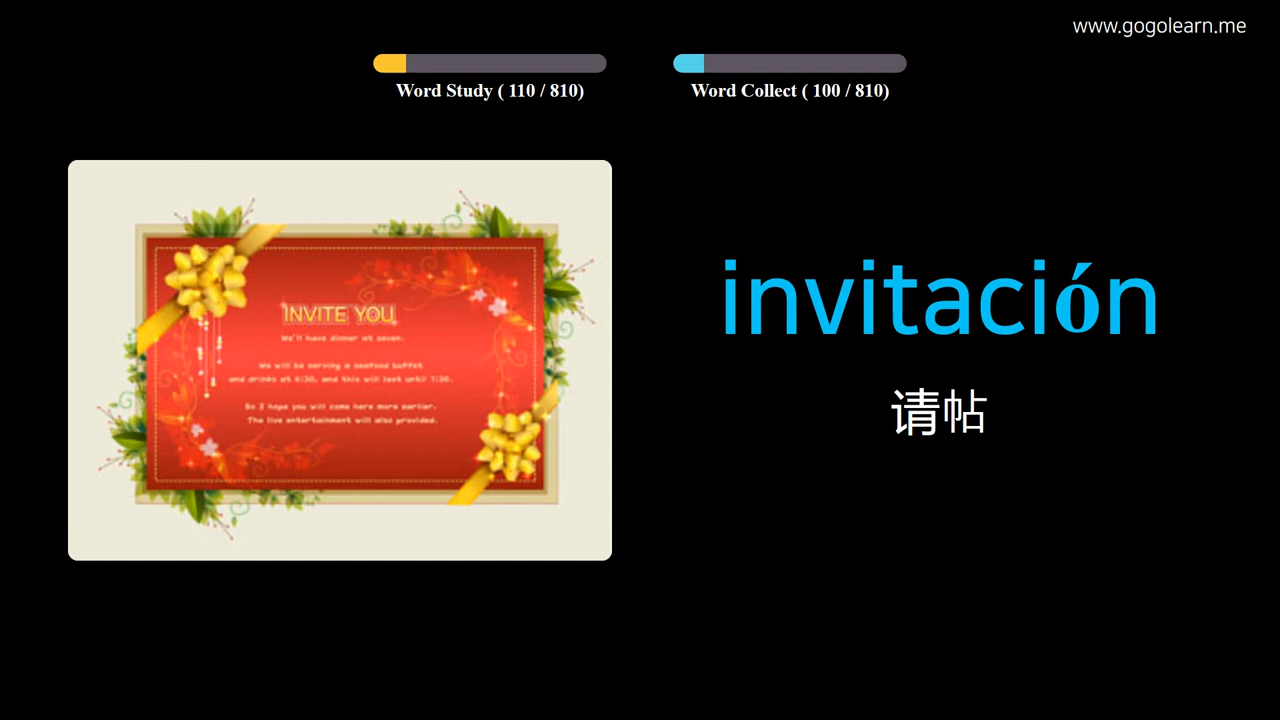 www.gogolearn.me
Word Study ( 110 / 810)
Word Collect ( 100 / 810)
INVITE YOU
We'll have dinner at seven.
We will be serving a seafood buffet
and drinks at 6:30, and this will last until 7:30.
So I hope you will come here more earlier.
The live entertainment will also provided.
invitación
请帖